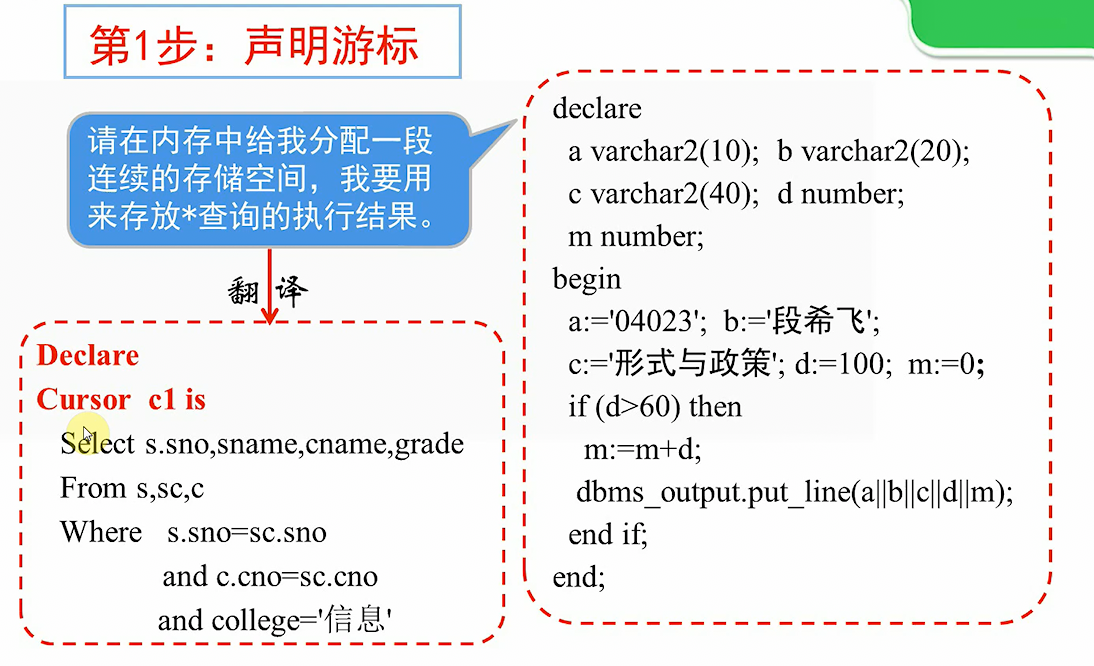 第1步：声明游标
请在内存中给我分配一段
连续的存储空间，我要用
来存放*查询的执行结果。
翻译
Declare
Cursor c1 is
Select s.sno,sname,cname,grade
From s,sc,c
Where s.sno=sc.sno
and c.cno=sc.cno
and college='信息'
declare
a varchar2(10); b varchar2(20);
c varchar2(40); d number;
m number;
begin
a:='04023'; b:='段希飞';
c:='形式与政策'; d:=100; m:=0;
if (d>60) then
m:=m+d;
dbms_output.put_line(a||b||c||d||m);
end if;
end;